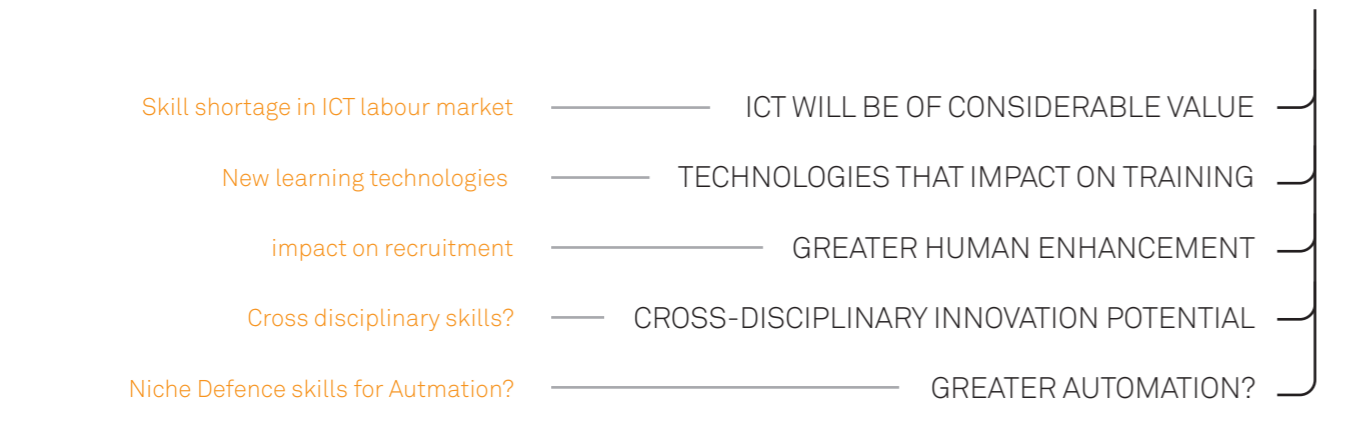 Skill shortage in ICT labour market ICT WILL BE OF CONSIDERABLE VALUE
New learning technologies TECHNOLOGIES THAT IMPACT ON TRAINING
impact on recruitment GREATER HUMAN ENHANCEMENT
Cross disciplinary skills? CROSS-DISCIPLINARY INNOVATION POTENTIAL
Niche Defence skills for Autmation? GREATER AUTOMATION?